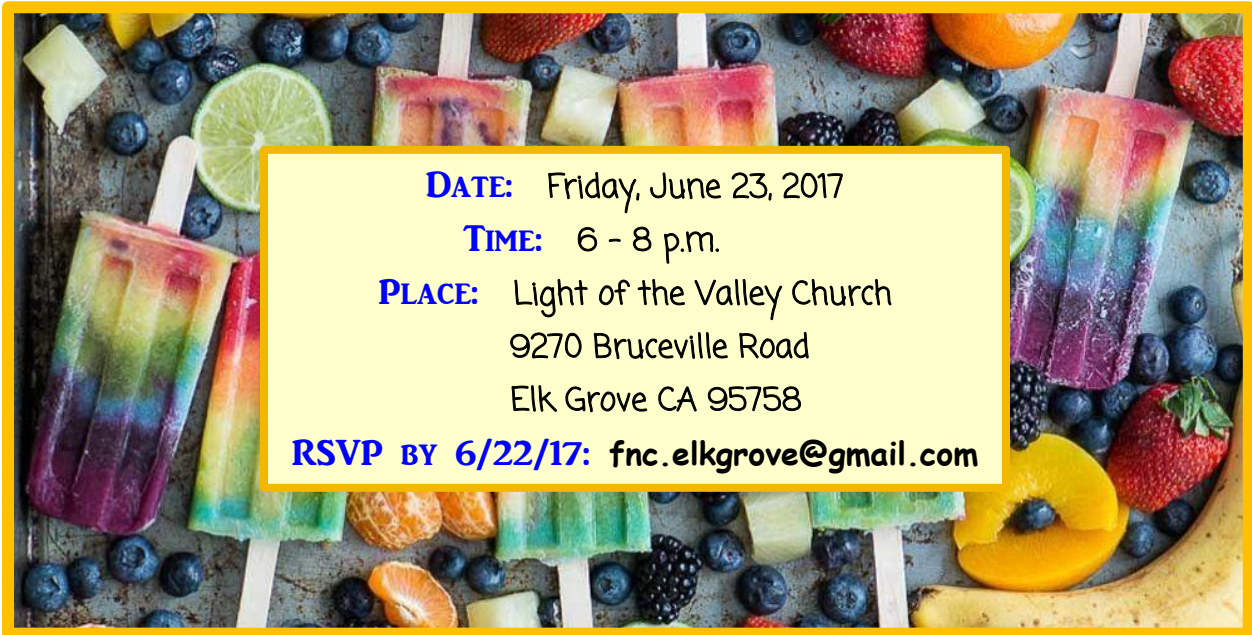 Date: Friday, June 23, 2017
Time: 6 - 8 p.m.
Place: Light of the Valley Church
9270 Bruceville Road
Elk Grove CA 95758
RSVP by 6/22/17: fnc.elkgrove@gmail.com